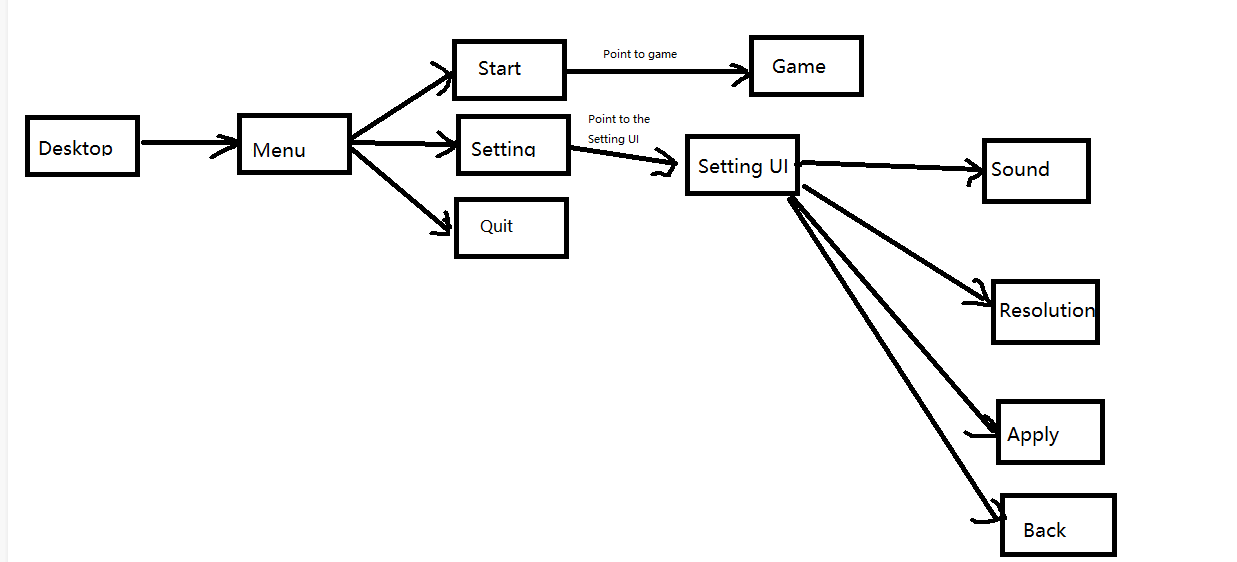 Start
Point to game
Game
Desktop
Menu
Setting
Point to the
Setting UI
Setting UI
Sound
Quit
Resolution
Apply
Back